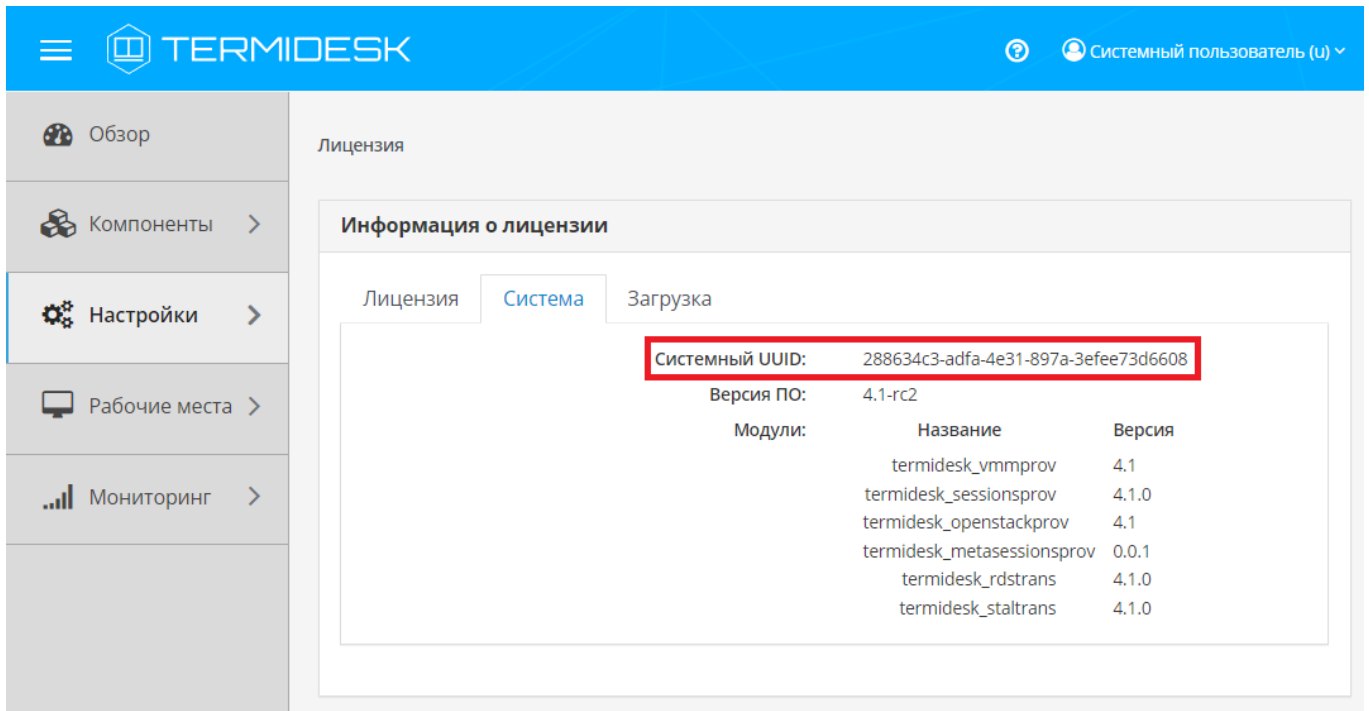 TERMIDESK
Системный пользователь (u)
Обзор
Компоненты
Настройки
Рабочие места
Мониторинг
Лицензия
Информация о лицензии
Лицензия Система Загрузка
Системный UUID: 288634c3-adfa-4e31-897a-3efee73d6608
Версия ПО: 4.1-rc2
Модули: Название Версия
termidesk_vmmprov 4.1
termidesk_sessionsprov 4.1.0
termidesk_openstackprov 4.1
termidesk_metasessionsprov 0.0.1
termidesk_rdstrans 4.1.0
termidesk_staltrans 4.1.0